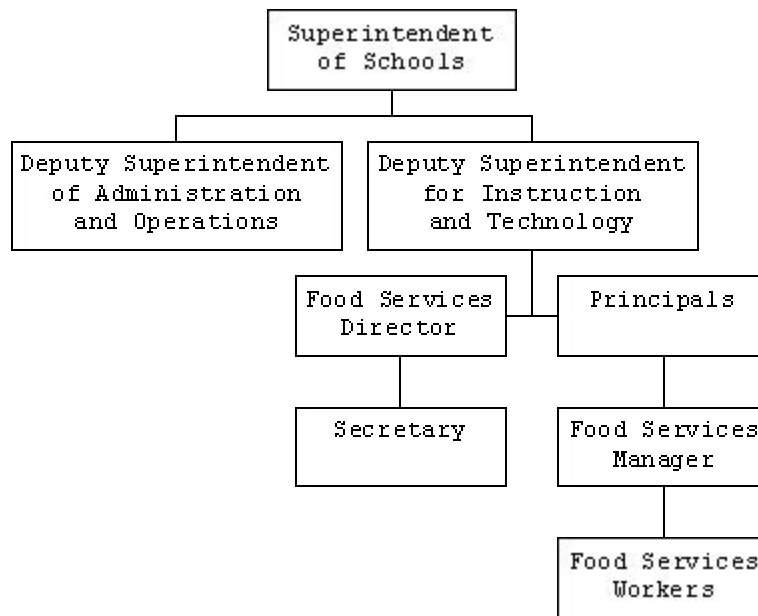 Superintendent
of Schools
Deputy Superintendent
of Administration
and Operations
Deputy Superintendent
for Instruction
and Technology
Food Services
Director
Principals
Secretary
Food Services
Manager
Food Services
Workers